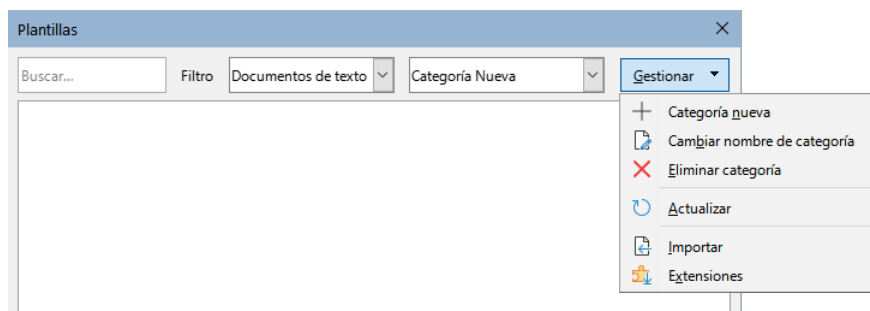 Plantillas
Buscar... Filtro Documentos de texto Categoría Nueva Gestionar
Categoría nueva
Cambiar nombre de categoría
Eliminar categoría
Actualizar
Importar
Extensiones